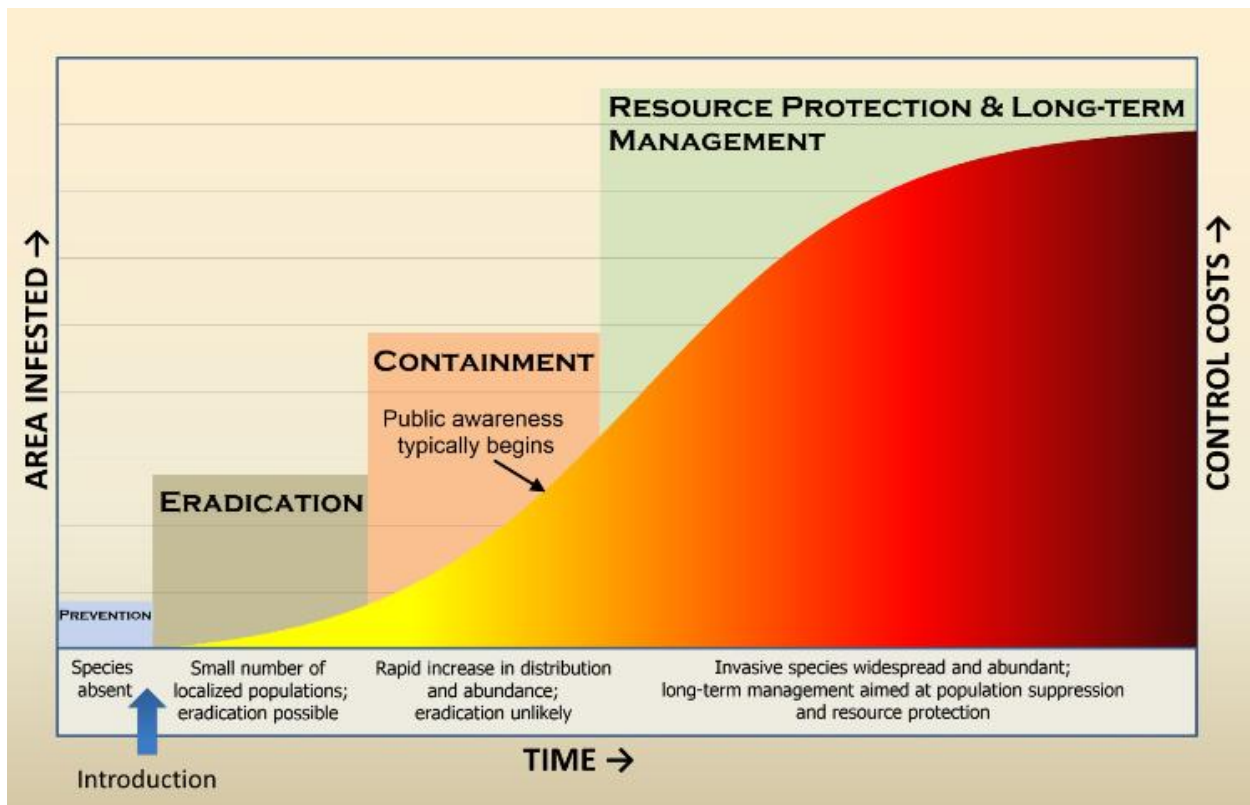 RESOURCE PROTECTION & LONG-TERM
MANAGEMENT
AREA INFESTED →
CONTROL COSTS →
CONTAINMENT
Public awareness
typically begins
ERADICATION
PREVENTION
Species
absent
Small number of
localized populations;
eradication possible
Rapid increase in distribution
and abundance;
eradication unlikely
Invasive species widespread and abundant;
long-term management aimed at population suppression
and resource protection
TIME →
Introduction